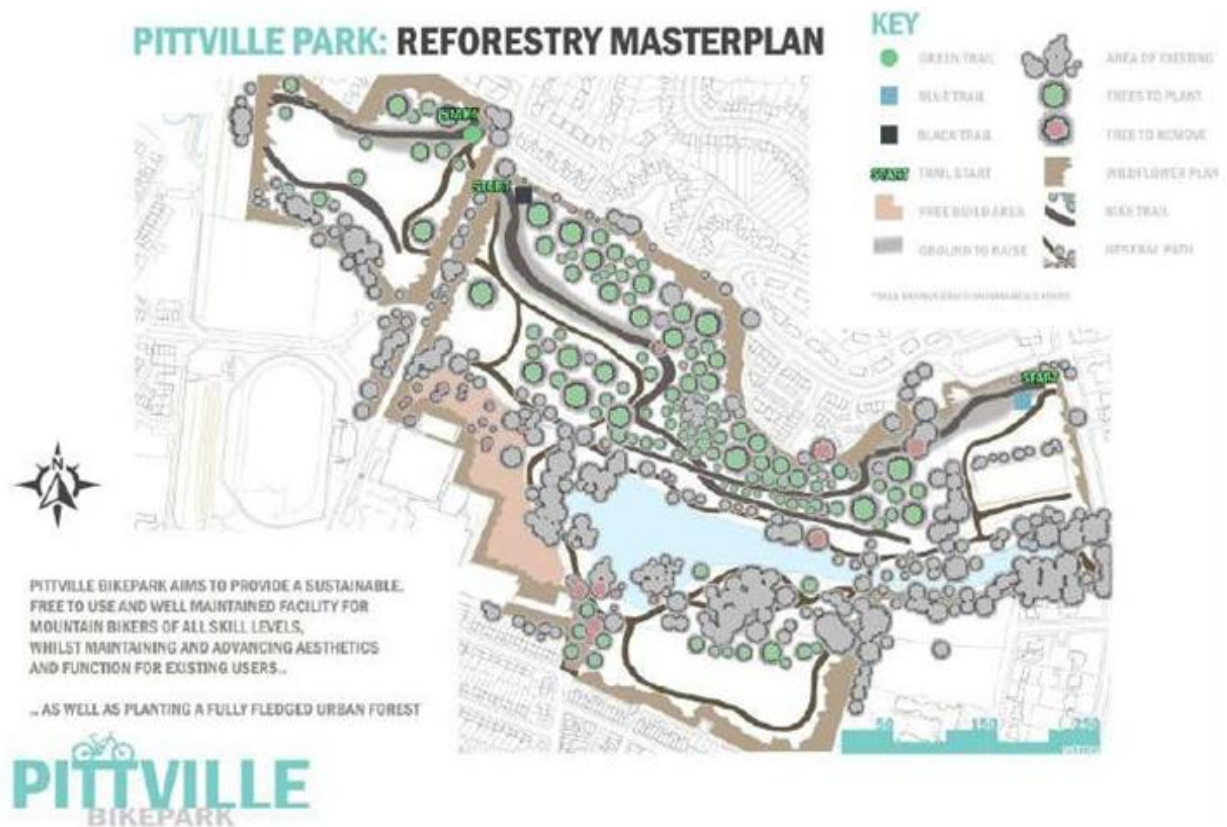 PITTVILLE PARK: REFORESTRY MASTERPLAN
KEY
GREEN TRAIL
BLUE TRAIL
BLACK TRAIL
START TRAIL START
FREE BUILD AREA
GROUND TO RAISE
AREA OF EXISTING
TREES TO PLANT
TREE TO REMOVE
WILDFLOWER PLAN
BIKE TRAIL
GENERAL PATH
START
START
START
N
PITTVILLE BIKEPARK AIMS TO PROVIDE A SUSTAINABLE,
FREE TO USE AND WELL MAINTAINED FACILITY FOR
MOUNTAIN BIKERS OF ALL SKILL LEVELS,
WHILST MAINTAINING AND ADVANCING AESTHETICS
AND FUNCTION FOR EXISTING USERS..
.. AS WELL AS PLANTING A FULLY FLEDGED URBAN FOREST
50 150 250
PITTVILLE
BIKEPARK